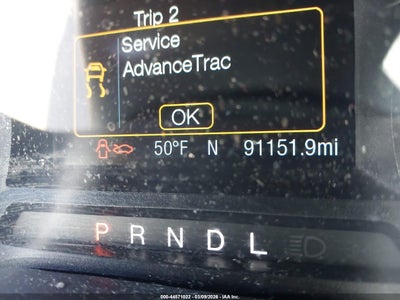 Trip 2
Service
AdvanceTrac
OK
50°F N 91151.9mi
P R N D L
000-44571022 - 03/09/2026 - IAA Inc.